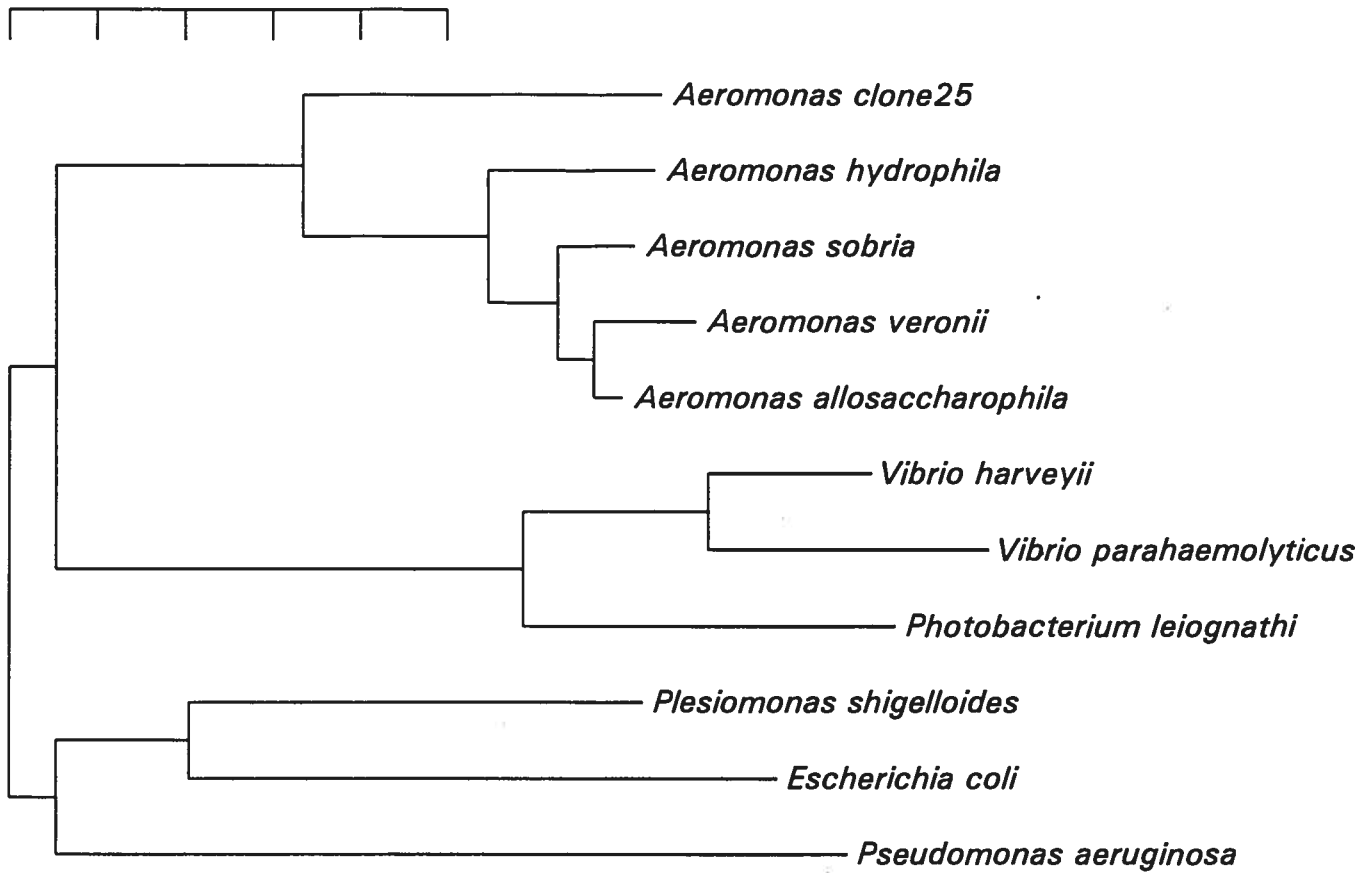 Aeromonas clone25
Aeromonas hydrophila
Aeromonas sobria
Aeromonas veronii
Aeromonas allosaccharophila
Vibrio harveyii
Vibrio parahaemolyticus
Photobacterium leiognathi
Plesiomonas shigelloides
Escherichia coli
Pseudomonas aeruginosa